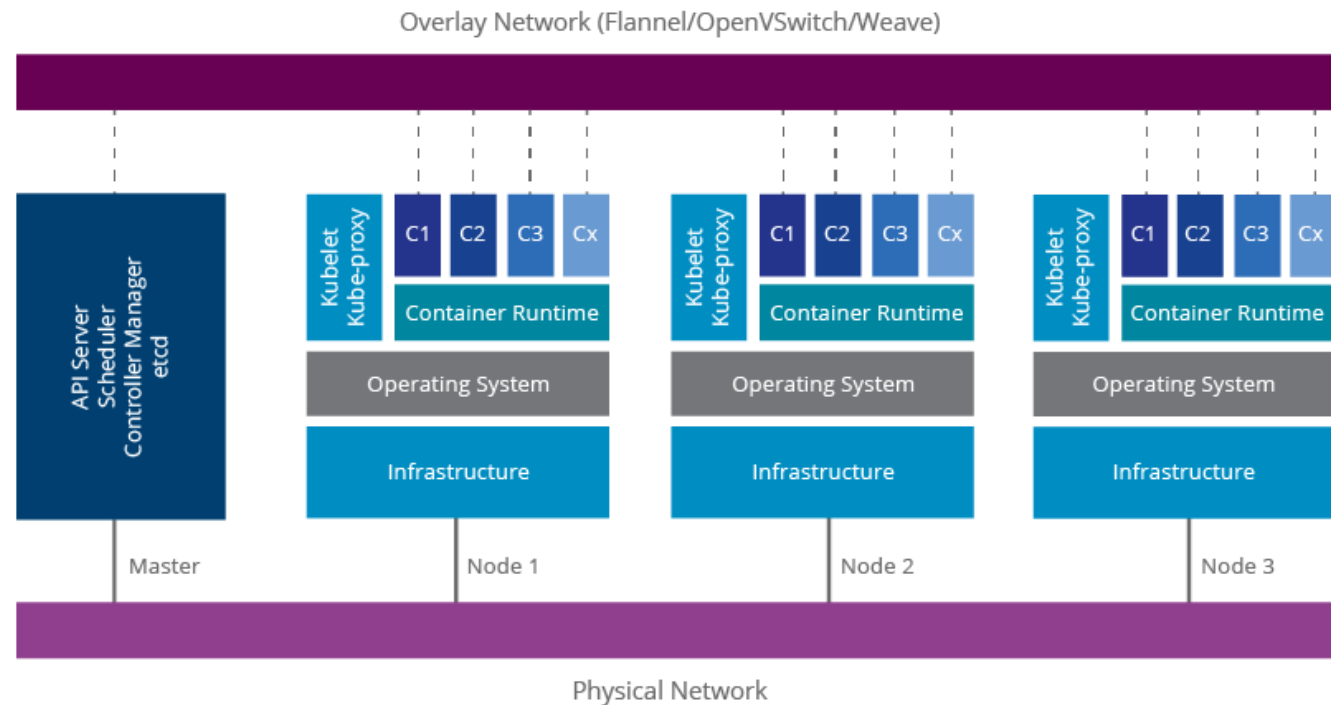 Overlay Network (Flannel/OpenVSwitch/Weave)
API Server
Scheduler
Controller Manager
etcd
Kubelet
Kube-proxy
C1
C2
C3
Cx
Container Runtime
Operating System
Infrastructure
Kubelet
Kube-proxy
C1
C2
C3
Cx
Container Runtime
Operating System
Infrastructure
Kubelet
Kube-proxy
C1
C2
C3
Cx
Container Runtime
Operating System
Infrastructure
Master
Node 1
Node 2
Node 3
Physical Network